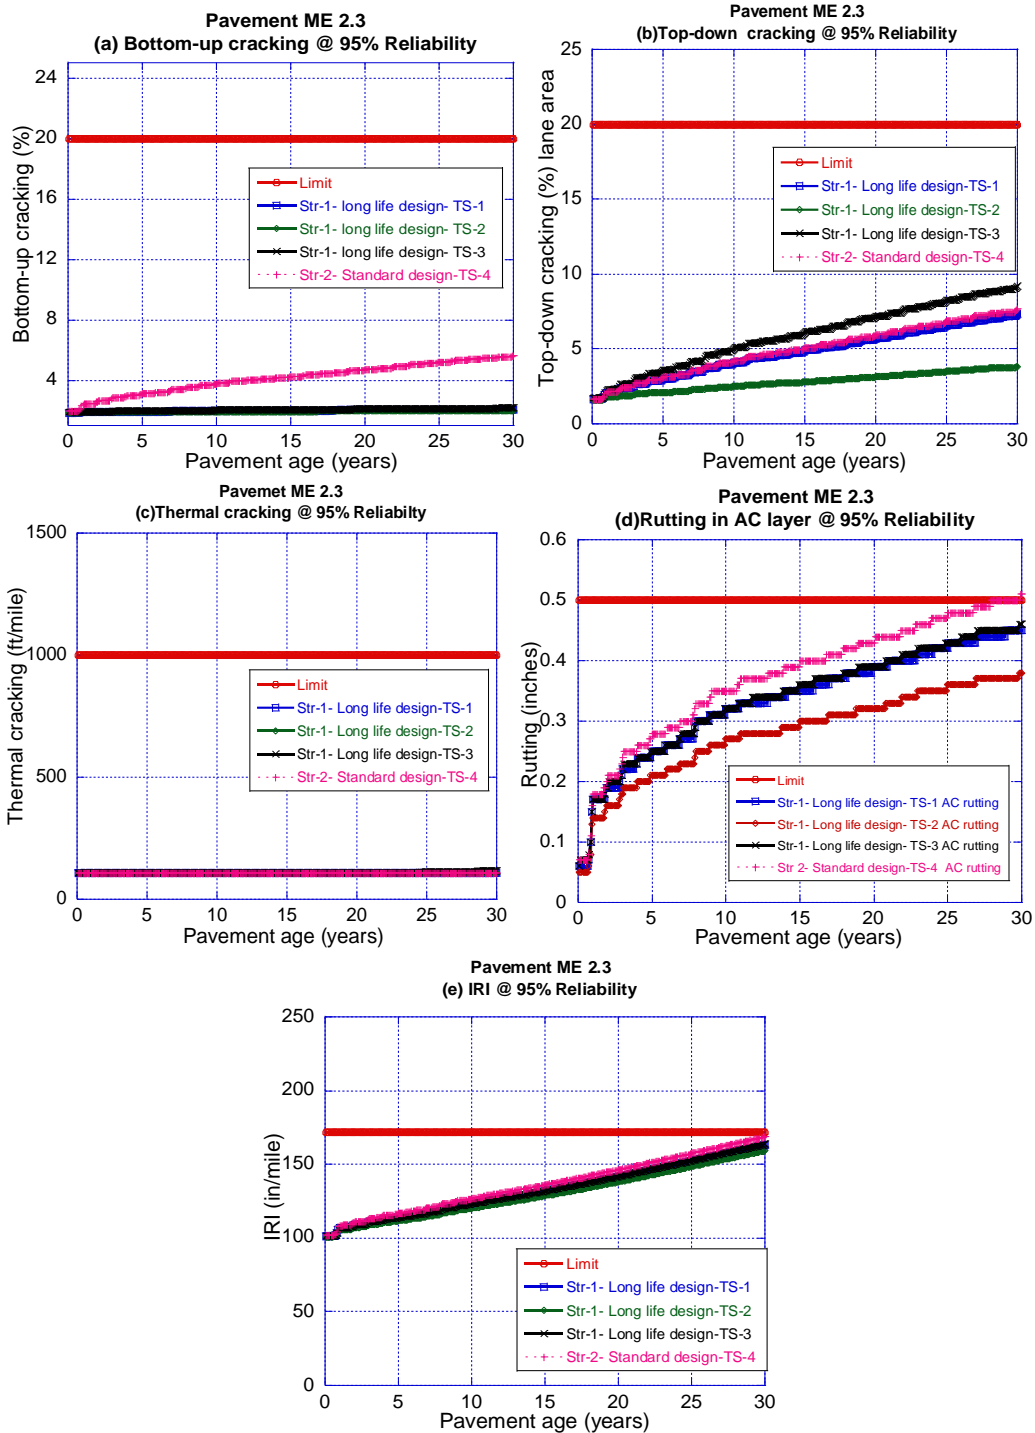 Pavement ME 2.3
(a) Bottom-up cracking @ 95% Reliability
24
20
16
12
8
4
Bottom-up cracking (%)
Limit
Str-1- long life design- TS-1
Str-1- long life design- TS-2
Str-1- long life design- TS-3
Str-2- Standard design-TS-4
0 5 10 15 20 25 30
Pavement age (years)
Pavement ME 2.3
(b)Top-down cracking @ 95% Reliability
25
20
15
10
5
0
Top-down cracking (%) lane area
Limit
Str-1- Long life design-TS-1
Str-1- Long life design-TS-2
Str-1- Long life design-TS-3
Str-2- Standard design-TS-4
0 5 10 15 20 25 30
Pavement age (years)
Pavemet ME 2.3
(c)Thermal cracking @ 95% Reliabilty
1500
1000
500
0
Thermal cracking (ft/mile)
Limit
Str-1- Long life design-TS-1
Str-1- Long life design-TS-2
Str-1- Long life design-TS-3
Str-2- Standard design-TS-4
0 5 10 15 20 25 30
Pavement age (years)
Pavement ME 2.3
(d)Rutting in AC layer @ 95% Reliability
0.6
0.5
0.4
0.3
0.2
0.1
0
Rutting (inches)
Limit
Str-1- Long life design- TS-1 AC rutting
Str-1- Long life design- TS-2 AC rutting
Str-1- Long life design- TS-3 AC rutting
Str 2- Standard design-TS-4 AC rutting
0 5 10 15 20 25 30
Pavement age (years)
Pavement ME 2.3
(e) IRI @ 95% Reliability
250
200
150
100
50
0
IRI (in/mile)
Limit
Str-1- Long life design-TS-1
Str-1- Long life design-TS-2
Str-1- Long life design-TS-3
Str-2- Standard design-TS-4
0 5 10 15 20 25 30
Pavement age (years)